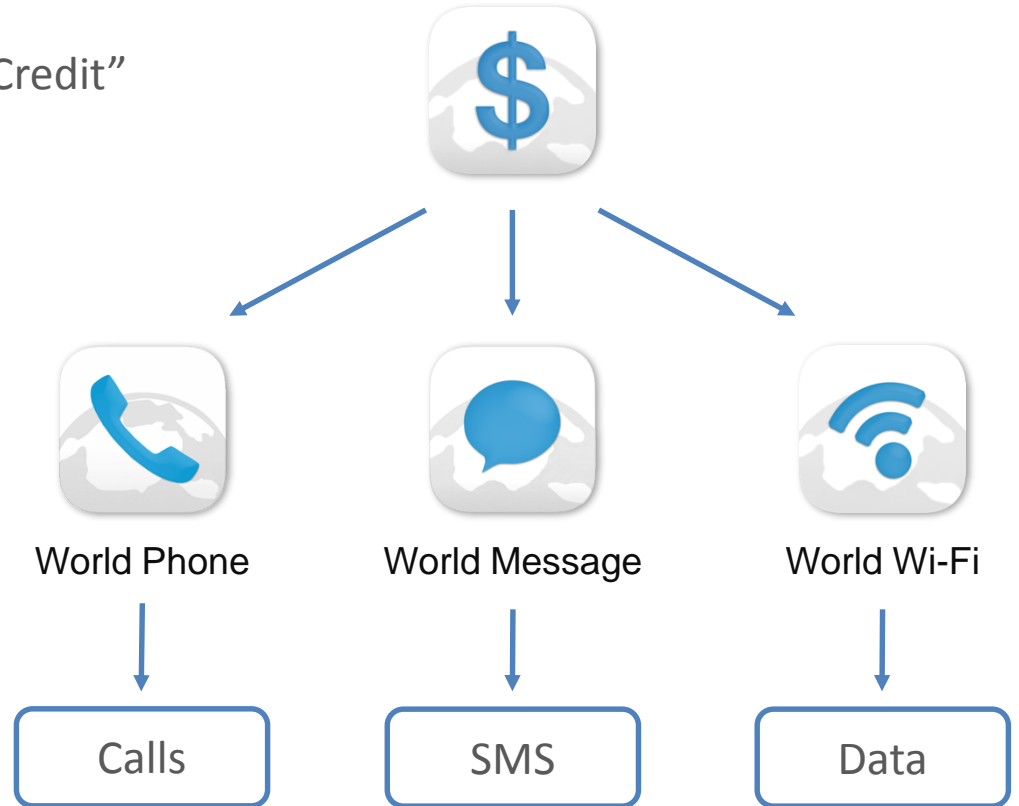 Credit”
$
World Phone
World Message
World Wi-Fi
Calls
SMS
Data